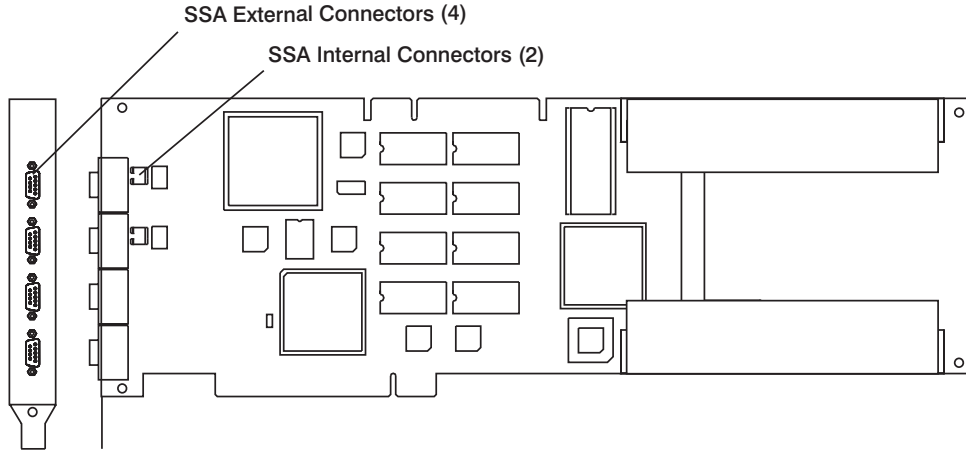 SSA External Connectors (4)
SSA Internal Connectors (2)